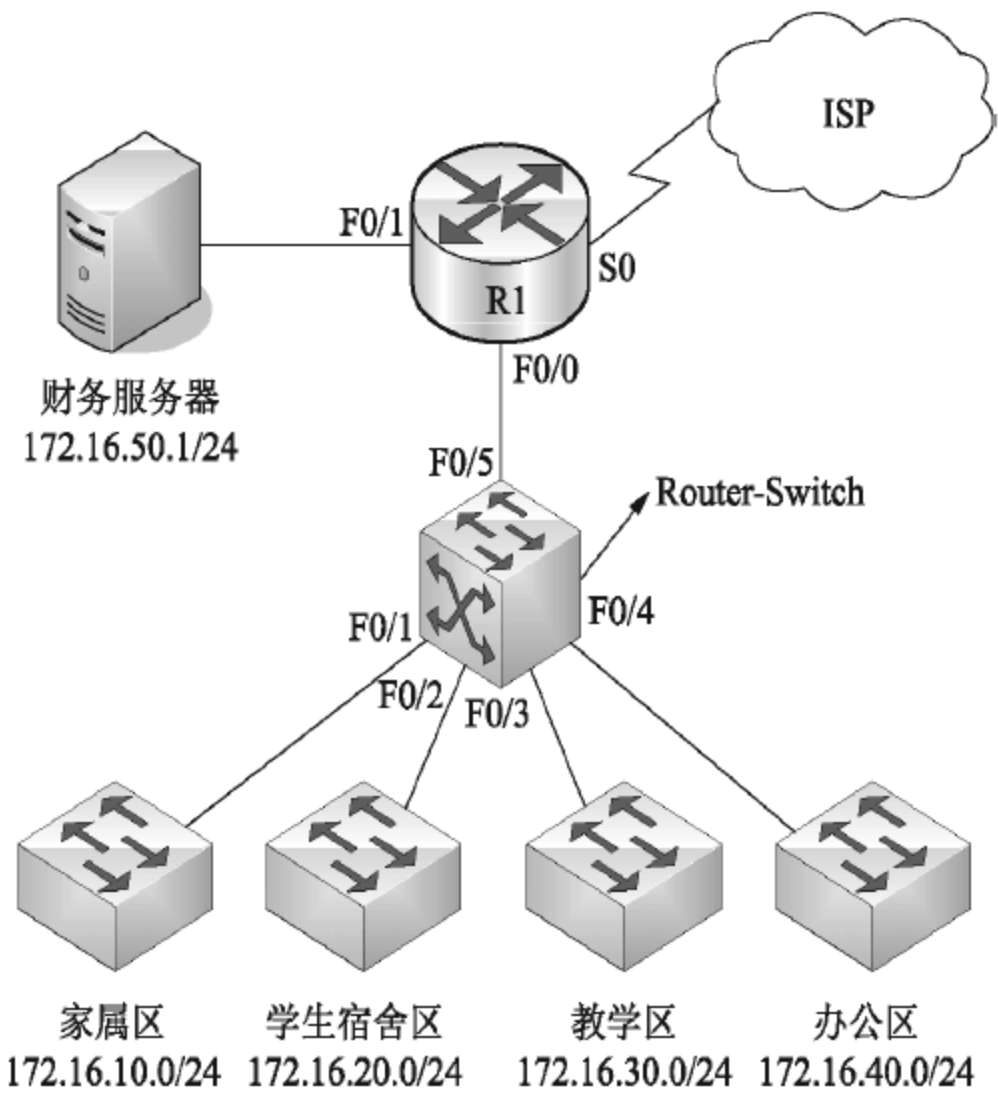 ISP
F0/1
S0
R1
F0/0
财务服务器
172.16.50.1/24
F0/5
Router-Switch
F0/1
F0/4
F0/2
F0/3
家属区
172.16.10.0/24
学生宿舍区
172.16.20.0/24
教学区
172.16.30.0/24
办公区
172.16.40.0/24